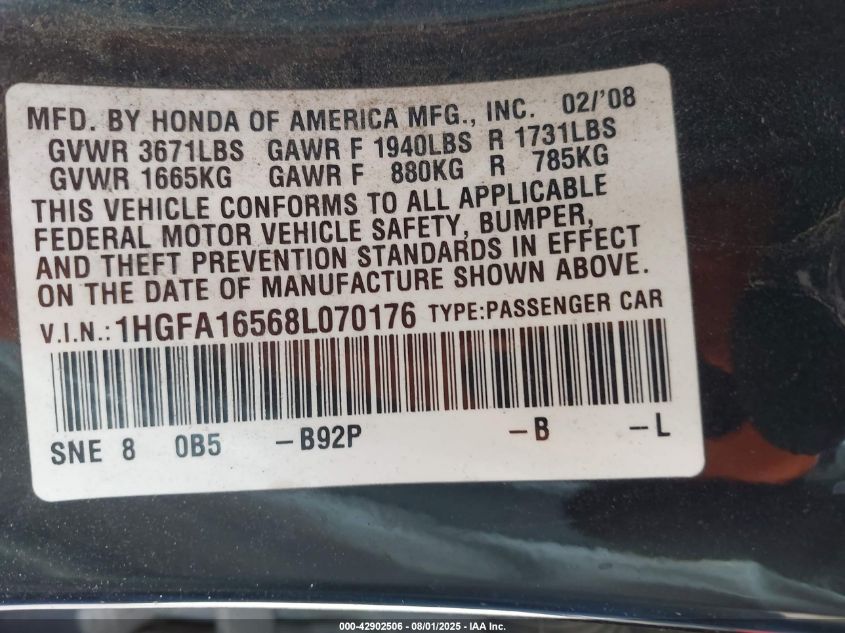 MFD. BY HONDA OF AMERICA MFG., INC. 02/'08
GVWR 3671LBS GAWR F 1940LBS R 1731LBS
GVWR 1665KG GAWR F 880KG R 785KG
THIS VEHICLE CONFORMS TO ALL APPLICABLE
FEDERAL MOTOR VEHICLE SAFETY, BUMPER,
AND THEFT PREVENTION STANDARDS IN EFFECT
ON THE DATE OF MANUFACTURE SHOWN ABOVE.
V.I.N.: 1HGFA16568L070176 TYPE:PASSENGER CAR
SNE 8 0B5 -B92P -B -L
000-42902506 - 08/01/2025 - IAA Inc.